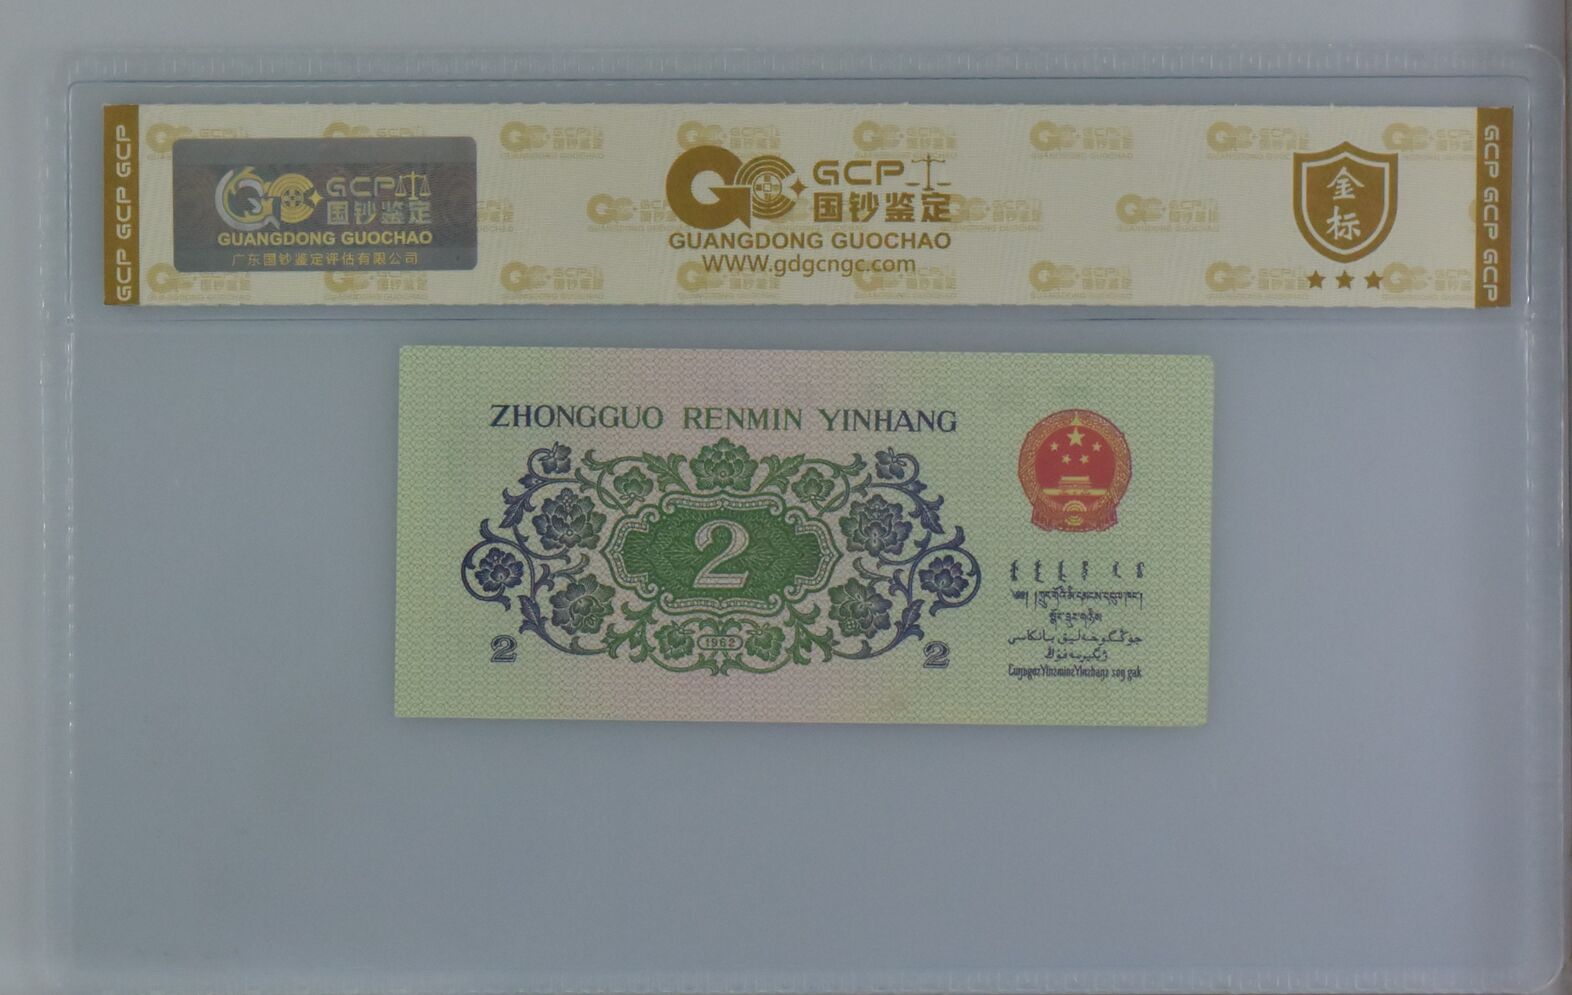 GCP GCP GCP
GCP
国钞鉴定
GUANGDONG GUOCHAO
广东国钞鉴定评估有限公司
GCP
国钞鉴定
GUANGDONG GUOCHAO
www.gdgcngc.com
金
标
GCP GCP GCP
ZHONGGUO RENMIN YINHANG
2
1962
2
2
جۇڭگوخەلىق بانكاسى